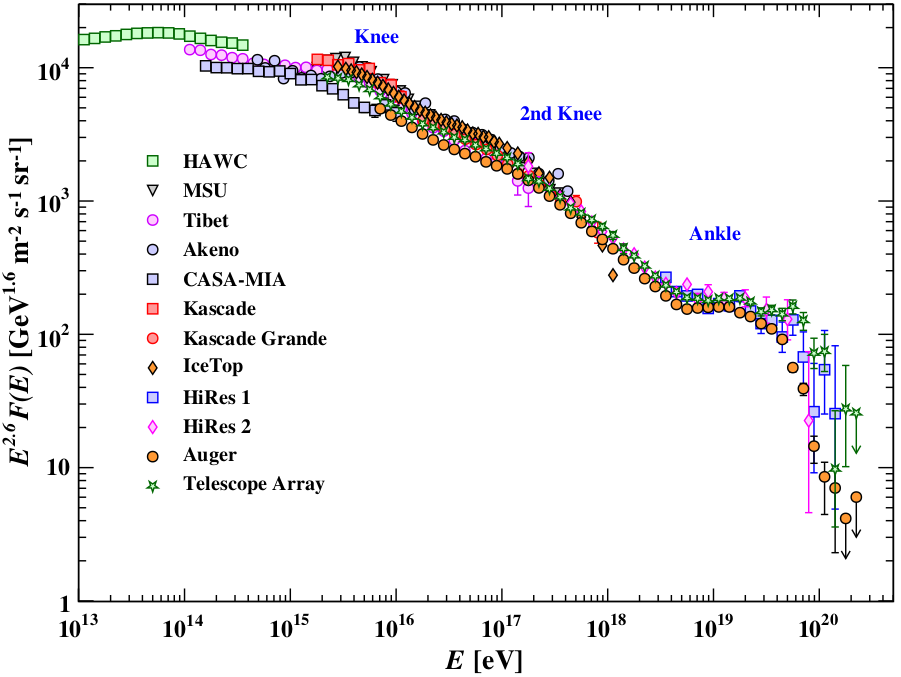 Knee
2nd Knee
Ankle
HAWC
MSU
Tibet
Akeno
CASA-MIA
Kascade
Kascade Grande
IceTop
HiRes 1
HiRes 2
Auger
Telescope Array
E^2.6 F(E) [GeV^1.6 m^-2 s^-1 sr^-1]
10^4
10^3
10^2
10
1
10^13 10^14 10^15 10^16 10^17 10^18 10^19 10^20
E [eV]